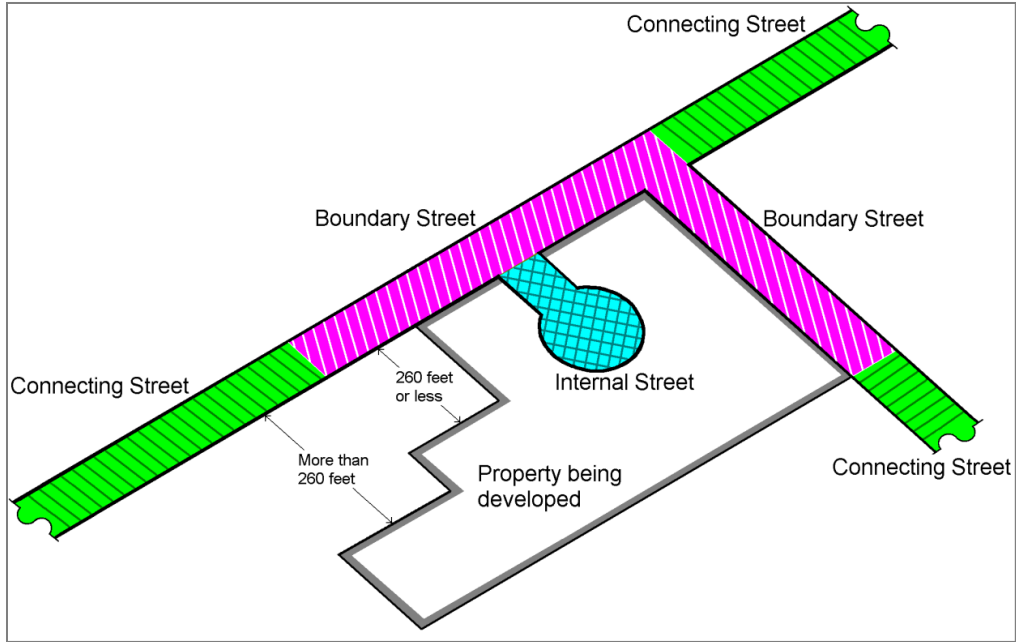 Connecting Street
Boundary Street
Boundary Street
Connecting Street
260 feet
or less
Internal Street
More than
260 feet
Property being
developed
Connecting Street